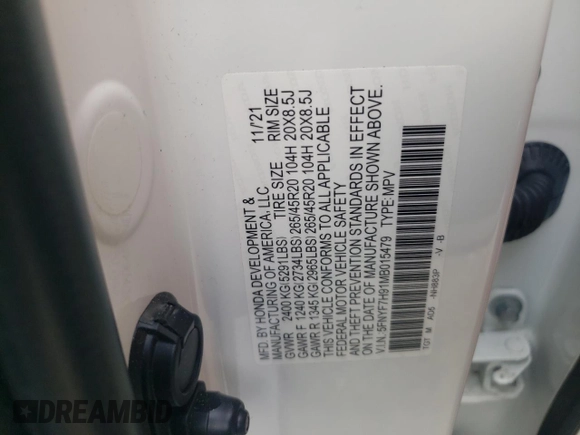 MFD. BY HONDA DEVELOPMENT & 11/'21
MANUFACTURING OF AMERICA, LLC TIRE SIZE RIM SIZE
GVWR 2400 KG(5291LBS)
GAWR F 1240 KG(2734LBS)265/45R20 104H 20X8.5J
GAWR R 1345 KG(2965LBS)265/45R20 104H 20X8.5J
THIS VEHICLE CONFORMS TO ALL APPLICABLE
FEDERAL MOTOR VEHICLE SAFETY
AND THEFT PREVENTION STANDARDS IN EFFECT
ON THE DATE OF MANUFACTURE SHOWN ABOVE.
V.I.N. 5FNYF7H91MB015479 TYPE:MPV
TGT M AD5 -NH883P -V -B
DREAMBID